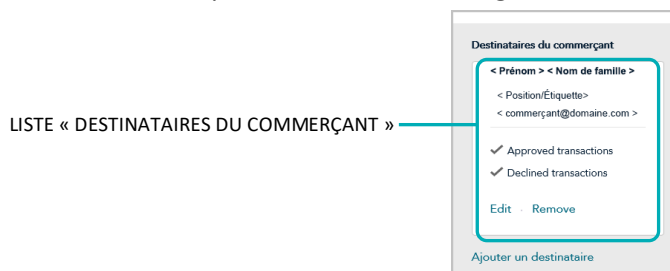 Destinataires du commerçant
< Prénom > < Nom de famille >
< Position/Étiquette>
< commerçant@domaine.com >
LISTE « DESTINATAIRES DU COMMERÇANT »
Approved transactions
Declined transactions
Edit - Remove
Ajouter un destinataire